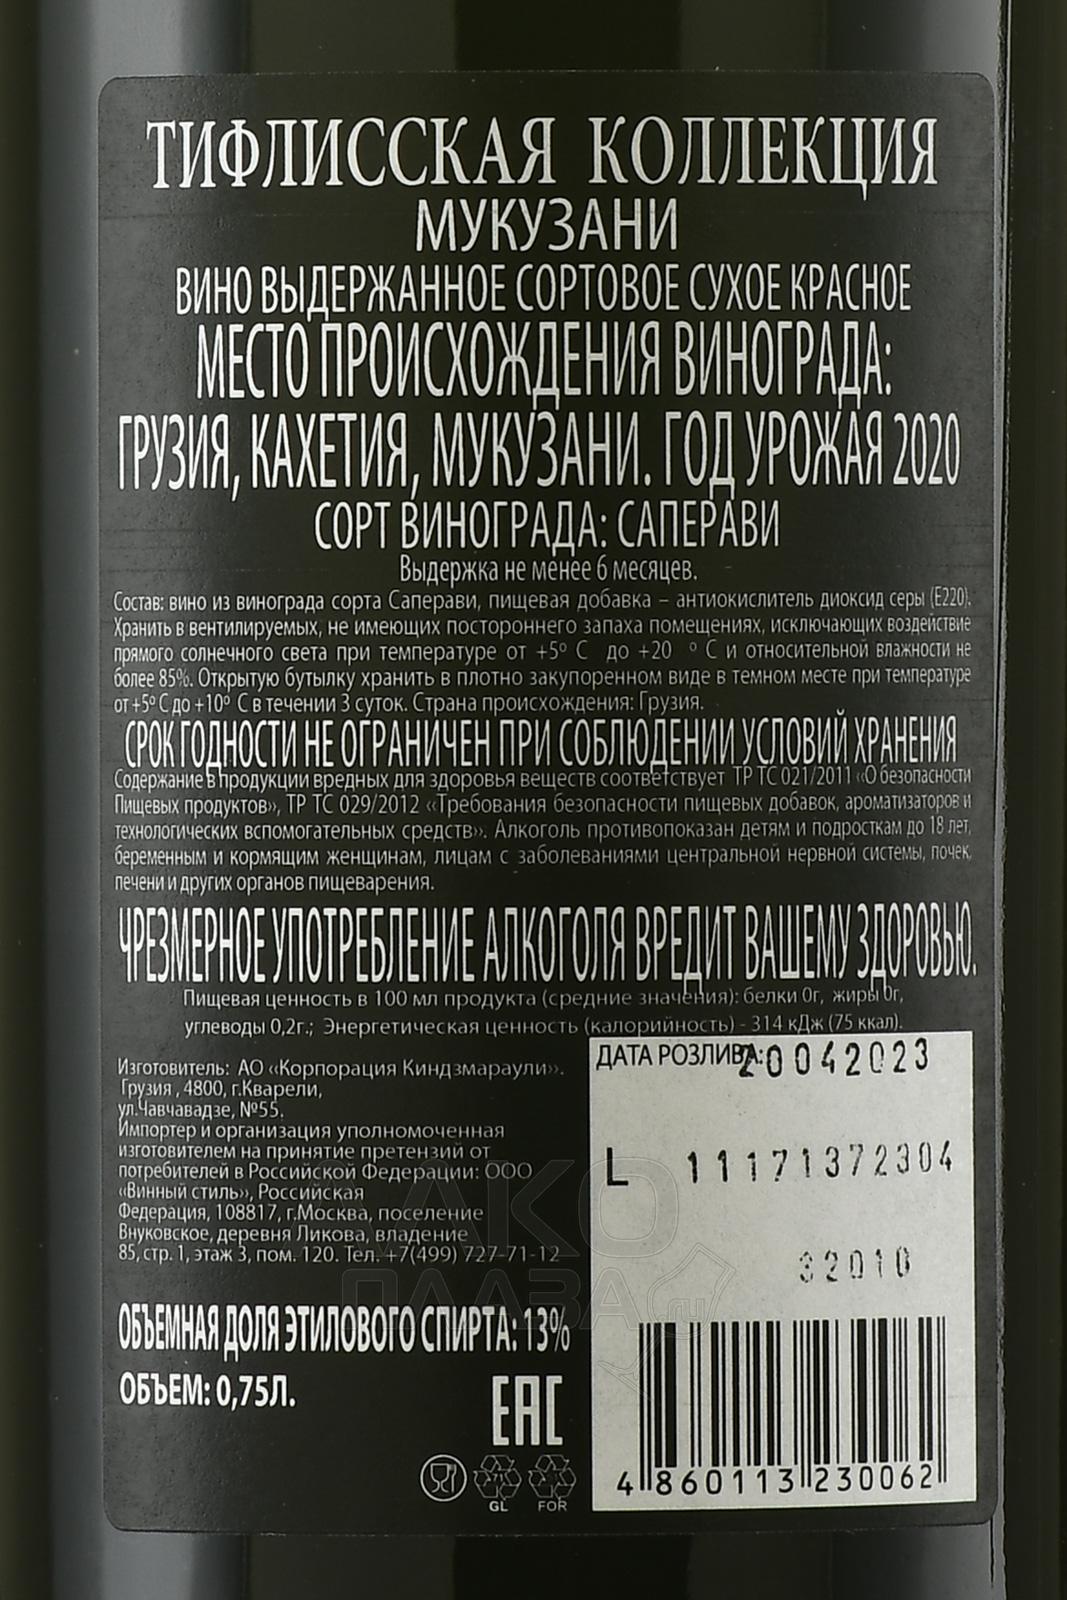 ТИФЛИССКАЯ КОЛЛЕКЦИЯ
МУКУЗАНИ
ВИНО ВЫДЕРЖАННОЕ СОРТОВОЕ СУХОЕ КРАСНОЕ
МЕСТО ПРОИСХОЖДЕНИЯ ВИНОГРАДА:
ГРУЗИЯ, КАХЕТИЯ, МУКУЗАНИ. ГОД УРОЖАЯ 2020
СОРТ ВИНОГРАДА: САПЕРАВИ
Выдержка не менее 6 месяцев.
Состав: вино из винограда сорта Саперави, пищевая добавка – антиокислитель диоксид серы (Е220).
Хранить в вентилируемых, не имеющих постороннего запаха помещениях, исключающих воздействие
прямого солнечного света при температуре от +5º С до +20 º С и относительной влажности не
более 85%. Открытую бутылку хранить в плотно закупоренном виде в темном месте при температуре
от +5º С до +10º С в течении 3 суток. Страна происхождения: Грузия.
СРОК ГОДНОСТИ НЕ ОГРАНИЧЕН ПРИ СОБЛЮДЕНИИ УСЛОВИЙ ХРАНЕНИЯ
Содержание в продукции вредных для здоровья веществ соответствует ТР ТС 021/2011 «О безопасности
Пищевых продуктов», ТР ТС 029/2012 «Требования безопасности пищевых добавок, ароматизаторов и
технологических вспомогательных средств». Алкоголь противопоказан детям и подросткам до 18 лет,
беременным и кормящим женщинам, лицам с заболеваниями центральной нервной системы, почек,
печени и других органов пищеварения.
ЧРЕЗМЕРНОЕ УПОТРЕБЛЕНИЕ АЛКОГОЛЯ ВРЕДИТ ВАШЕМУ ЗДОРОВЬЮ.
Пищевая ценность в 100 мл продукта (средние значения): белки 0г, жиры 0г,
углеводы 0,2г.; Энергетическая ценность (калорийность) - 314 кДж (75 ккал).
Изготовитель: АО «Корпорация Киндзмараули».
Грузия , 4800, г.Кварели,
ул.Чавчавадзе, №55.
Импортер и организация уполномоченная
изготовителем на принятие претензий от
потребителей в Российской Федерации: ООО
«Винный стиль», Российская
Федерация, 108817, г.Москва, поселение
Внуковское, деревня Ликова, владение
85, стр. 1, этаж 3, пом. 120. Тел. +7(499) 727-71-12
ОБЪЕМНАЯ ДОЛЯ ЭТИЛОВОГО СПИРТА: 13%
ОБЪЕМ: 0,75Л.
EAC
71
GL
FOR
ДАТА РОЗЛИВА: 20042023
L 11171372304
32010
4 860113 230062
АЛКО
ПЛАЗА
ru